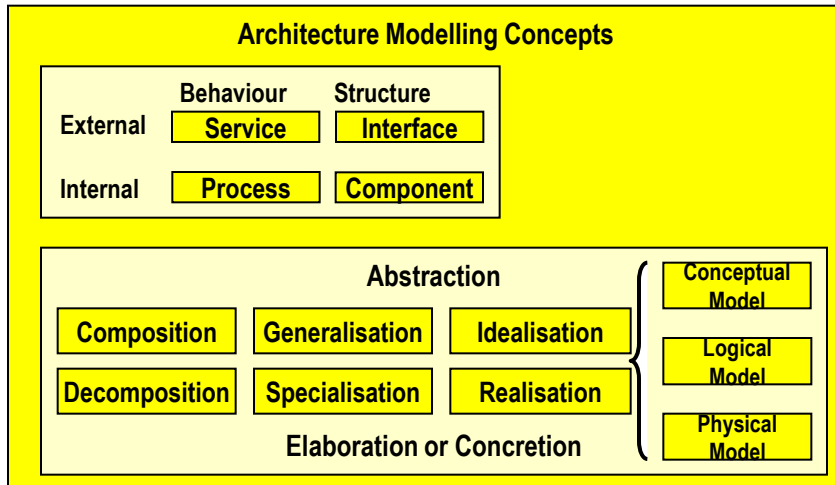 Architecture Modelling Concepts
Behaviour Structure
External Service Interface
Internal Process Component
Abstraction
Composition Generalisation Idealisation
Decomposition Specialisation Realisation
Elaboration or Concretion
Conceptual
Model
Logical
Model
Physical
Model